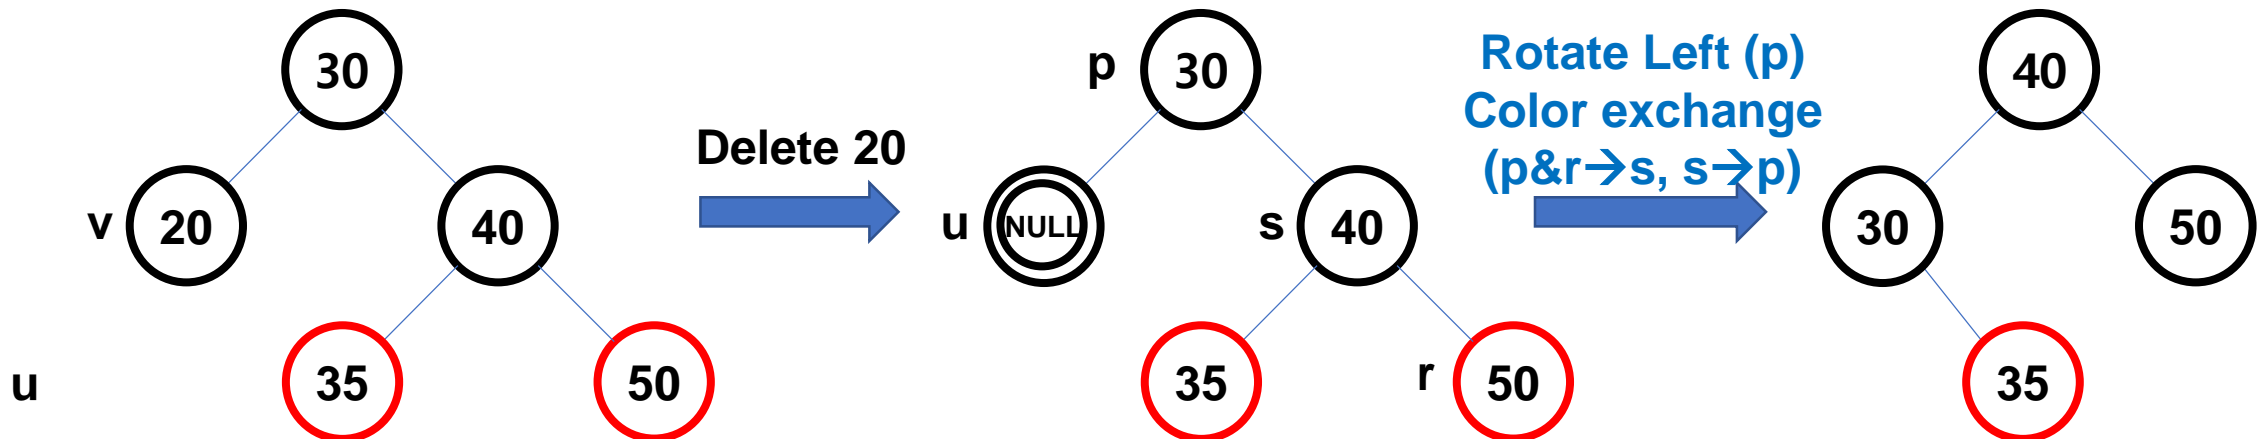 30
v
20
40
u
35
50
Delete 20
p
30
u
NULL
s
40
35
r
50
Rotate Left (p)
Color exchange
(p&r→s, s→p)
40
30
50
35